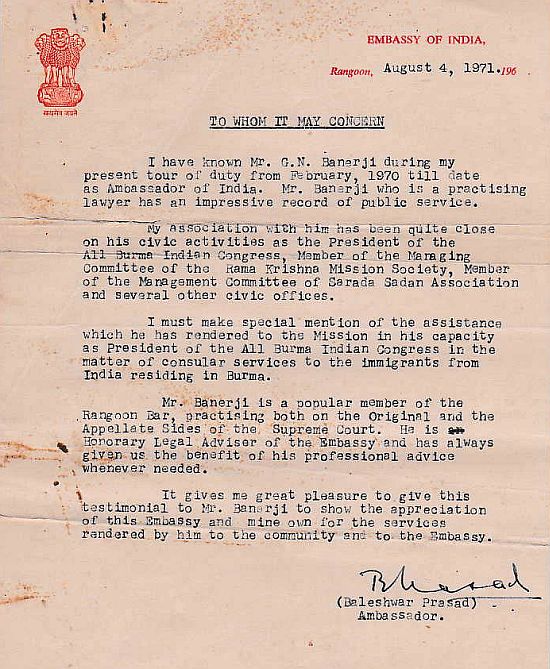 सत्यमेव जयते
EMBASSY OF INDIA,
Rangoon, August 4, 1971. 196
TO WHOM IT MAY CONCERN
I have known Mr. G.N. Banerji during my
present tour of duty from February, 1970 till date
as Ambassador of India. Mr. Banerji who is a practising
lawyer has an impressive record of public service.
My association with him has been quite close
on his civic activities as the President of the
All Burma Indian Congress, Member of the Managing
Committee of the Rama Krishna Mission Society, Member
of the Management Committee of Sarada Sadan Association
and several other civic offices.
I must make special mention of the assistance
which he has rendered to the Mission in his capacity
as President of the All Burma Indian Congress in the
matter of consular services to the immigrants from
India residing in Burma.
Mr. Banerji is a popular member of the
Rangoon Bar, practising both on the Original and the
Appellate Sides of the Supreme Court. He is an
Honorary Legal Adviser of the Embassy and has always
given us the benefit of his professional advice
whenever needed.
It gives me great pleasure to give this
testimonial to Mr. Banerji to show the appreciation
of this Embassy and mine own for the services
rendered by him to the community and to the Embassy.
BPrasad
(Baleshwar Prasad)
Ambassador.